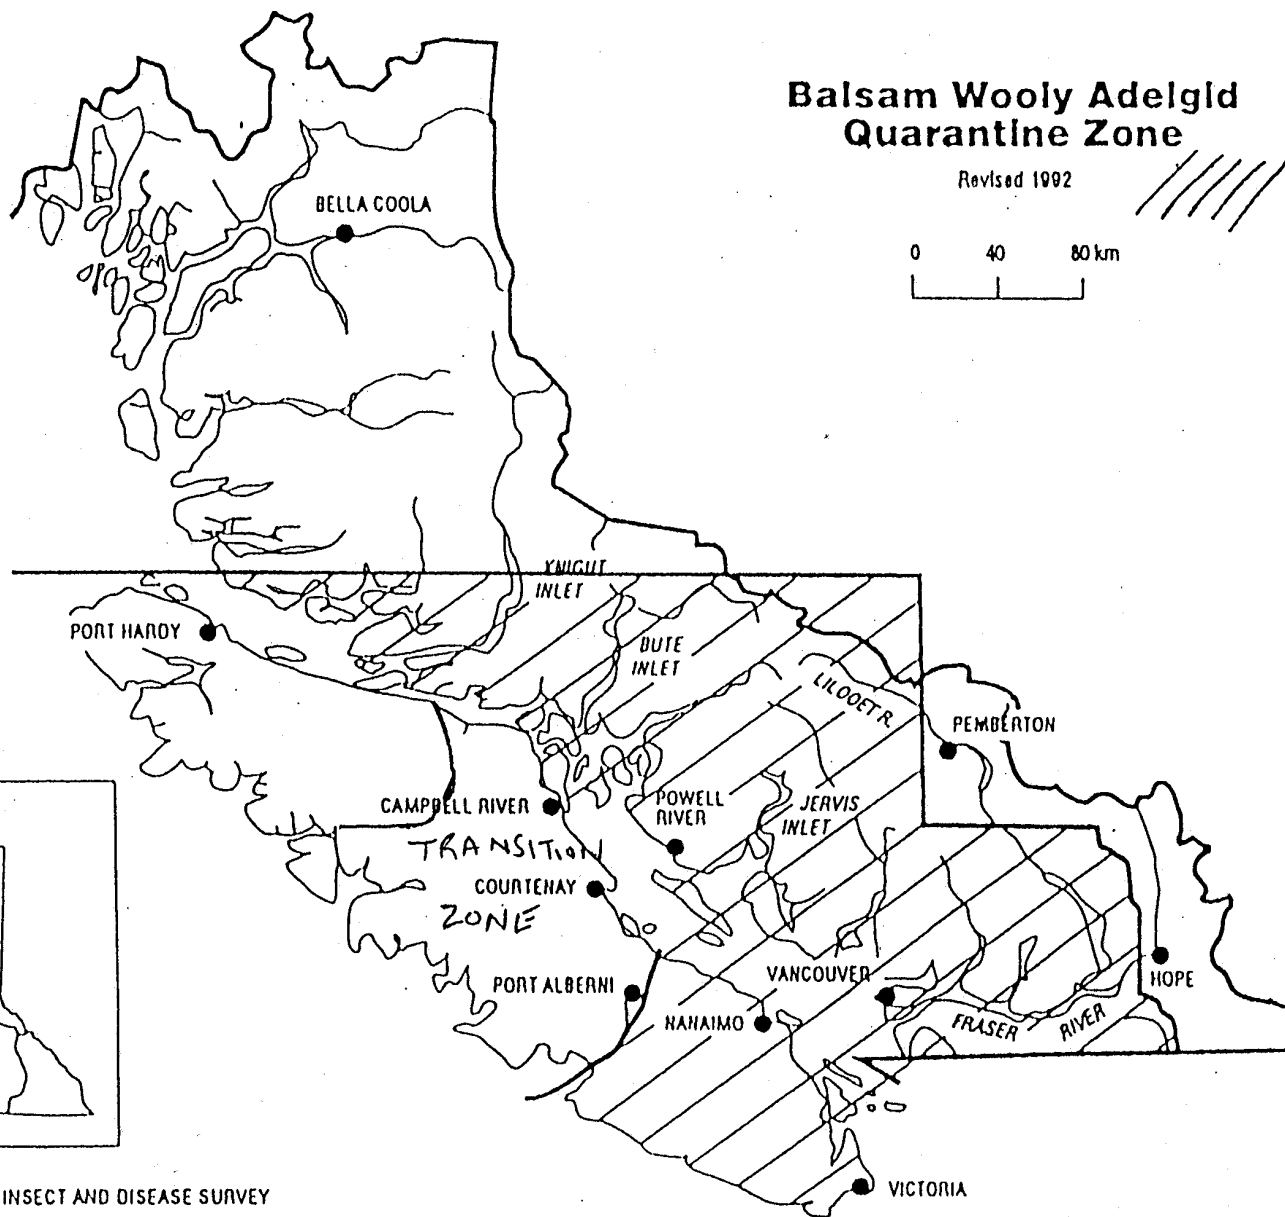 Balsam Wooly Adelgid
Quarantine Zone
Revised 1992
0 40 80 km
BELLA COOLA
KNIGHT
INLET
PORT HARDY
BUTE
INLET
LILOOET R.
PEMBERTON
CAMPBELL RIVER
POWELL
RIVER
JERVIS
INLET
TRANSITION
COURTENAY
ZONE
PORT ALBERNI
VANCOUVER
HOPE
NANAIMO
FRASER RIVER
VICTORIA
INSECT AND DISEASE SURVEY